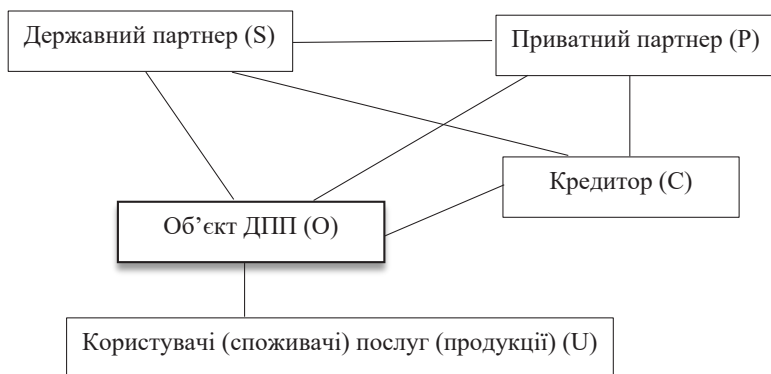 Державний партнер (S)
Приватний партнер (P)
Кредитор (C)
Об’єкт ДПП (O)
Користувачі (споживачі) послуг (продукції) (U)